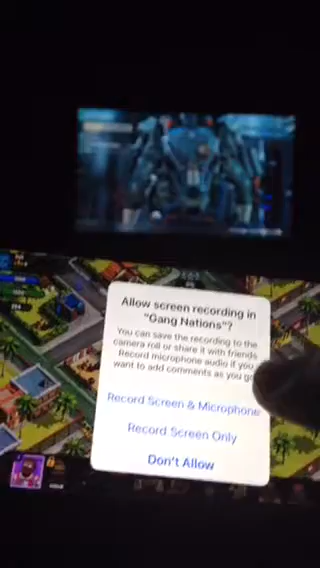 Allow screen recording in
"Gang Nations"?
You can save the recording to the
camera roll or share it with friends
Record microphone audio if you
want to add comments as you go
Record Screen & Microphone
Record Screen Only
Don't Allow